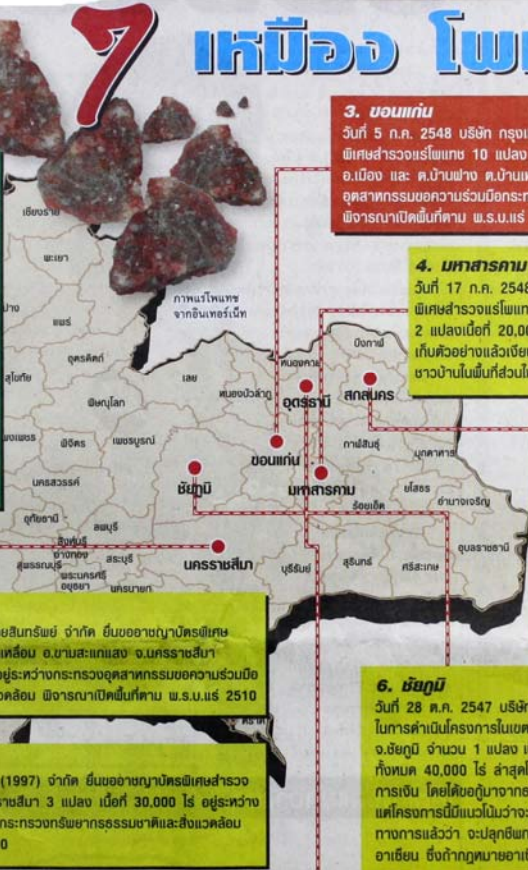 7 เหมือง โพแ
3. ขอนแก่น
วันที่ 5 ก.ค. 2548 บริษัท กรุงเ
พิเศษสำรวจแร่โพแทช 10 แปลง
อ.เมือง และ ต.บ้านฝาง ต.บ้านเห
อุตสาหกรรมขอความร่วมมือกระท
พิจารณาเปิดพื้นที่ตาม พ.ร.บ.แร่
4. มหาสารคาม
วันที่ 17 ก.ค. 2548
พิเศษสำรวจแร่โพแท
2 แปลงเนื้อที่ 20,00
เก็บตัวอย่างแล้วเงีย
ชาวบ้านในพื้นที่ส่วนให
ภาพแร่โพแทช
จากอินเทอร์เน็ท
เชียงราย
พะเยา
ปาง
แพร่
อุตรดิตถ์
สุโขทัย
พิษณุโลก
เลย
หนองบัวลำภู
หนองคาย
บึงกาฬ
อุดรธานี
สกลนคร
พิจิตร
เพชรบูรณ์
ขอนแก่น
กาฬสินธุ์
มุกดาหาร
ชัยภูมิ
มหาสารคาม
ร้อยเอ็ด
ยโสธร
อำนาจเจริญ
นครสวรรค์
อุทัยธานี
ลพบุรี
สิงห์บุรี
อ่างทอง
สุพรรณบุรี
สระบุรี
พระนครศรี
อยุธยา
นครนายก
นครราชสีมา
บุรีรัมย์
สุรินทร์
ศรีสะเกษ
อุบลราชธานี
ยสินทรัพย์ จำกัด ยื่นขออาชญาบัตรพิเศษ
เหลื่อม อ.ขามสะแกแสง จ.นครราชสีมา
อยู่ระหว่างกระทรวงอุตสาหกรรมขอความร่วมมือ
วดล้อม พิจารณาเปิดพื้นที่ตาม พ.ร.บ.แร่ 2510
ตราด
(1997) จำกัด ยื่นขออาชญาบัตรพิเศษสำรวจ
ราชสีมา 3 แปลง เนื้อที่ 30,000 ไร่ อยู่ระหว่าง
กระทรวงทรัพยากรธรรมชาติและสิ่งแวดล้อม
0
6. ชัยภูมิ
วันที่ 28 ต.ค. 2547 บริษัท
ในการดำเนินโครงการในเขต
จ.ชัยภูมิ จำนวน 1 แปลง เ
ทั้งหมด 40,000 ไร่ ล่าสุดโ
การเงิน โดยได้ขอกู้มาจากธ
แต่โครงการนี้มีแนวโน้มว่าจะ
ทางการแล้วว่า จะปลุกชีพก
อาเซียน ซึ่งถ้ากฎหมายอาเ